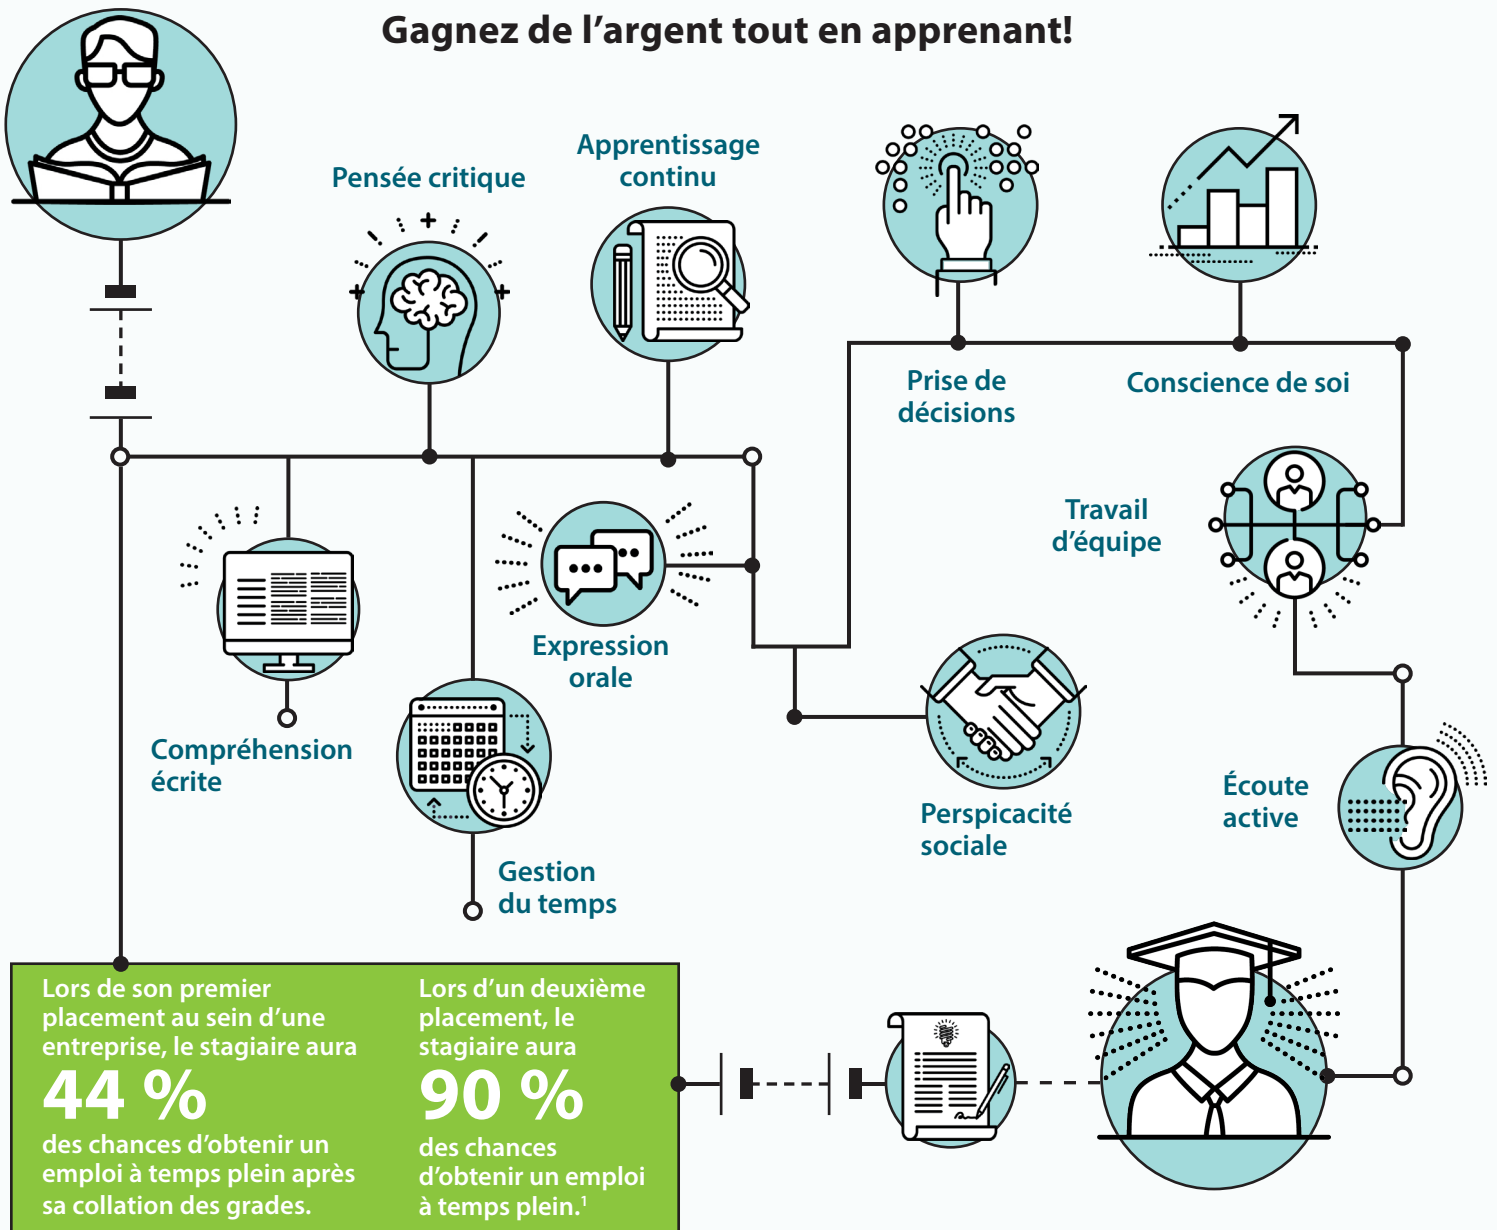 Gagnez de l’argent tout en apprenant!
Pensée critique
Apprentissage
continu
Prise de
décisions
Conscience de soi
Travail
d’équipe
Expression
orale
Compréhension
écrite
Perspicacité
sociale
Écoute
active
Gestion
du temps
Lors de son premier
placement au sein d’une
entreprise, le stagiaire aura
44 %
des chances d’obtenir un
emploi à temps plein après
sa collation des grades.
Lors d’un deuxième
placement, le
stagiaire aura
90 %
des chances
d’obtenir un emploi
à temps plein.¹